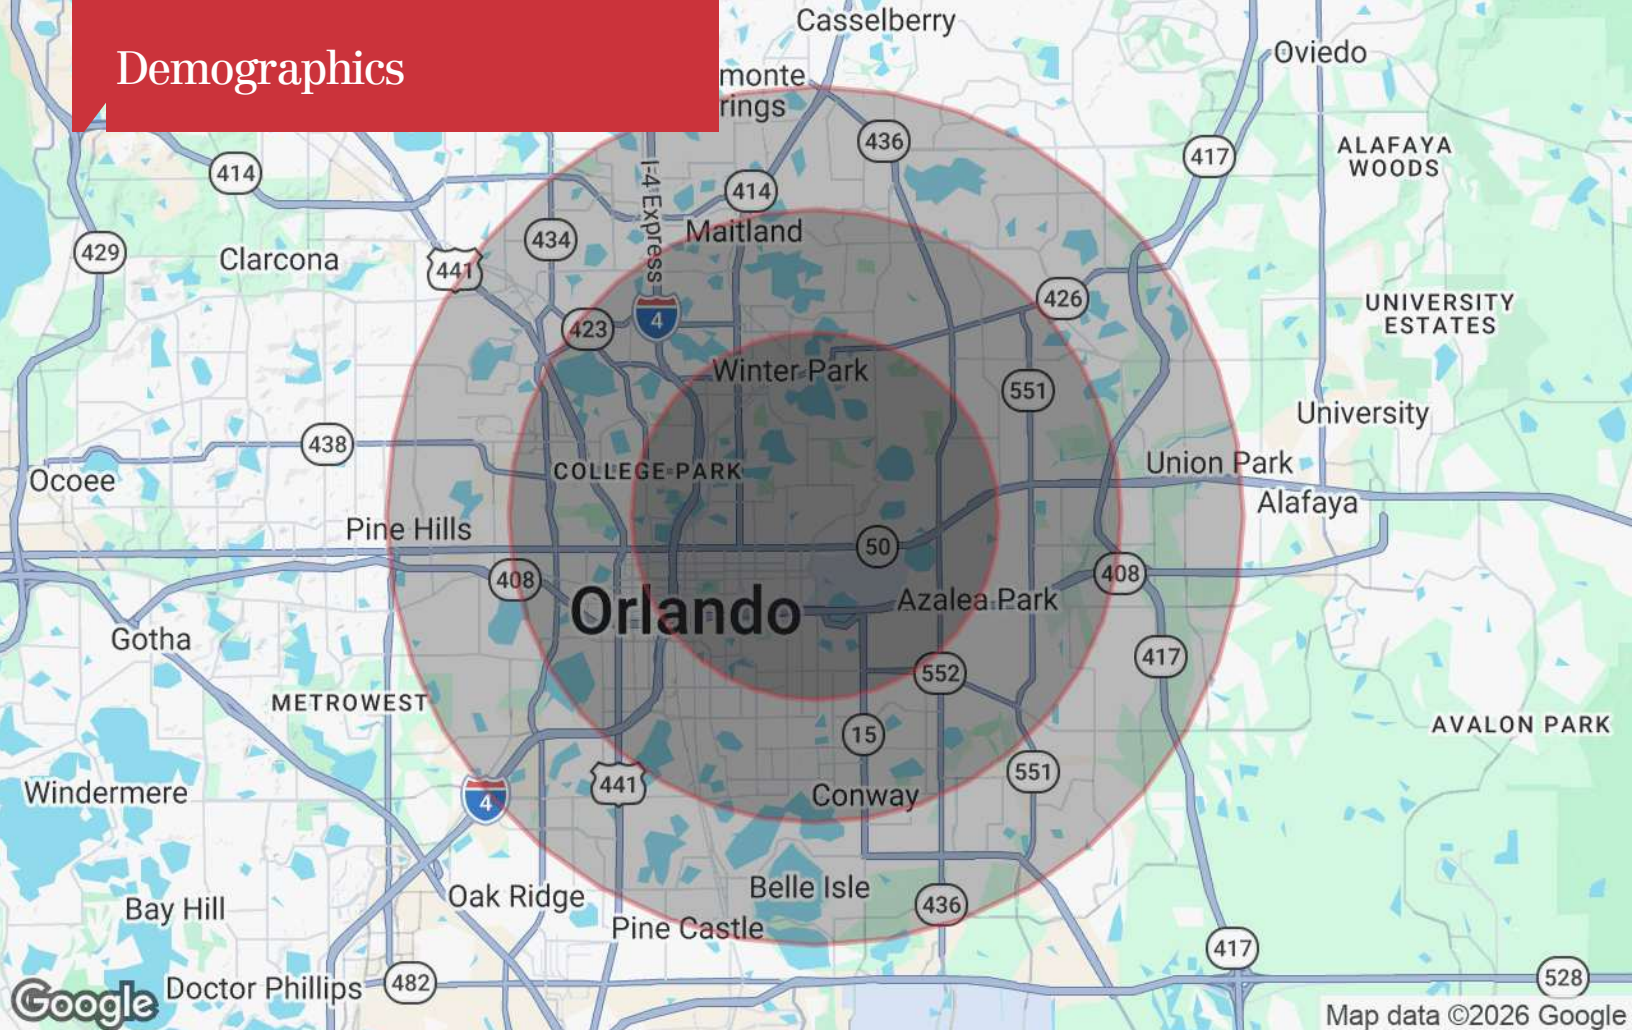 Demographics
Casselberry
Oviedo
monte
rings
436
417
ALAFAYA
WOODS
414
414
I-4 Express
Maitland
434
429
Clarcona
441
426
UNIVERSITY
ESTATES
423
4
Winter Park
551
University
438
COLLEGE PARK
Union Park
Ocoee
Alafaya
Pine Hills
50
408
408
Azalea Park
Orlando
Gotha
417
552
METROWEST
AVALON PARK
15
551
441
Windermere
4
Conway
Belle Isle
Oak Ridge
436
Bay Hill
Pine Castle
417
528
482
Doctor Phillips
Google
Map data ©2026 Google